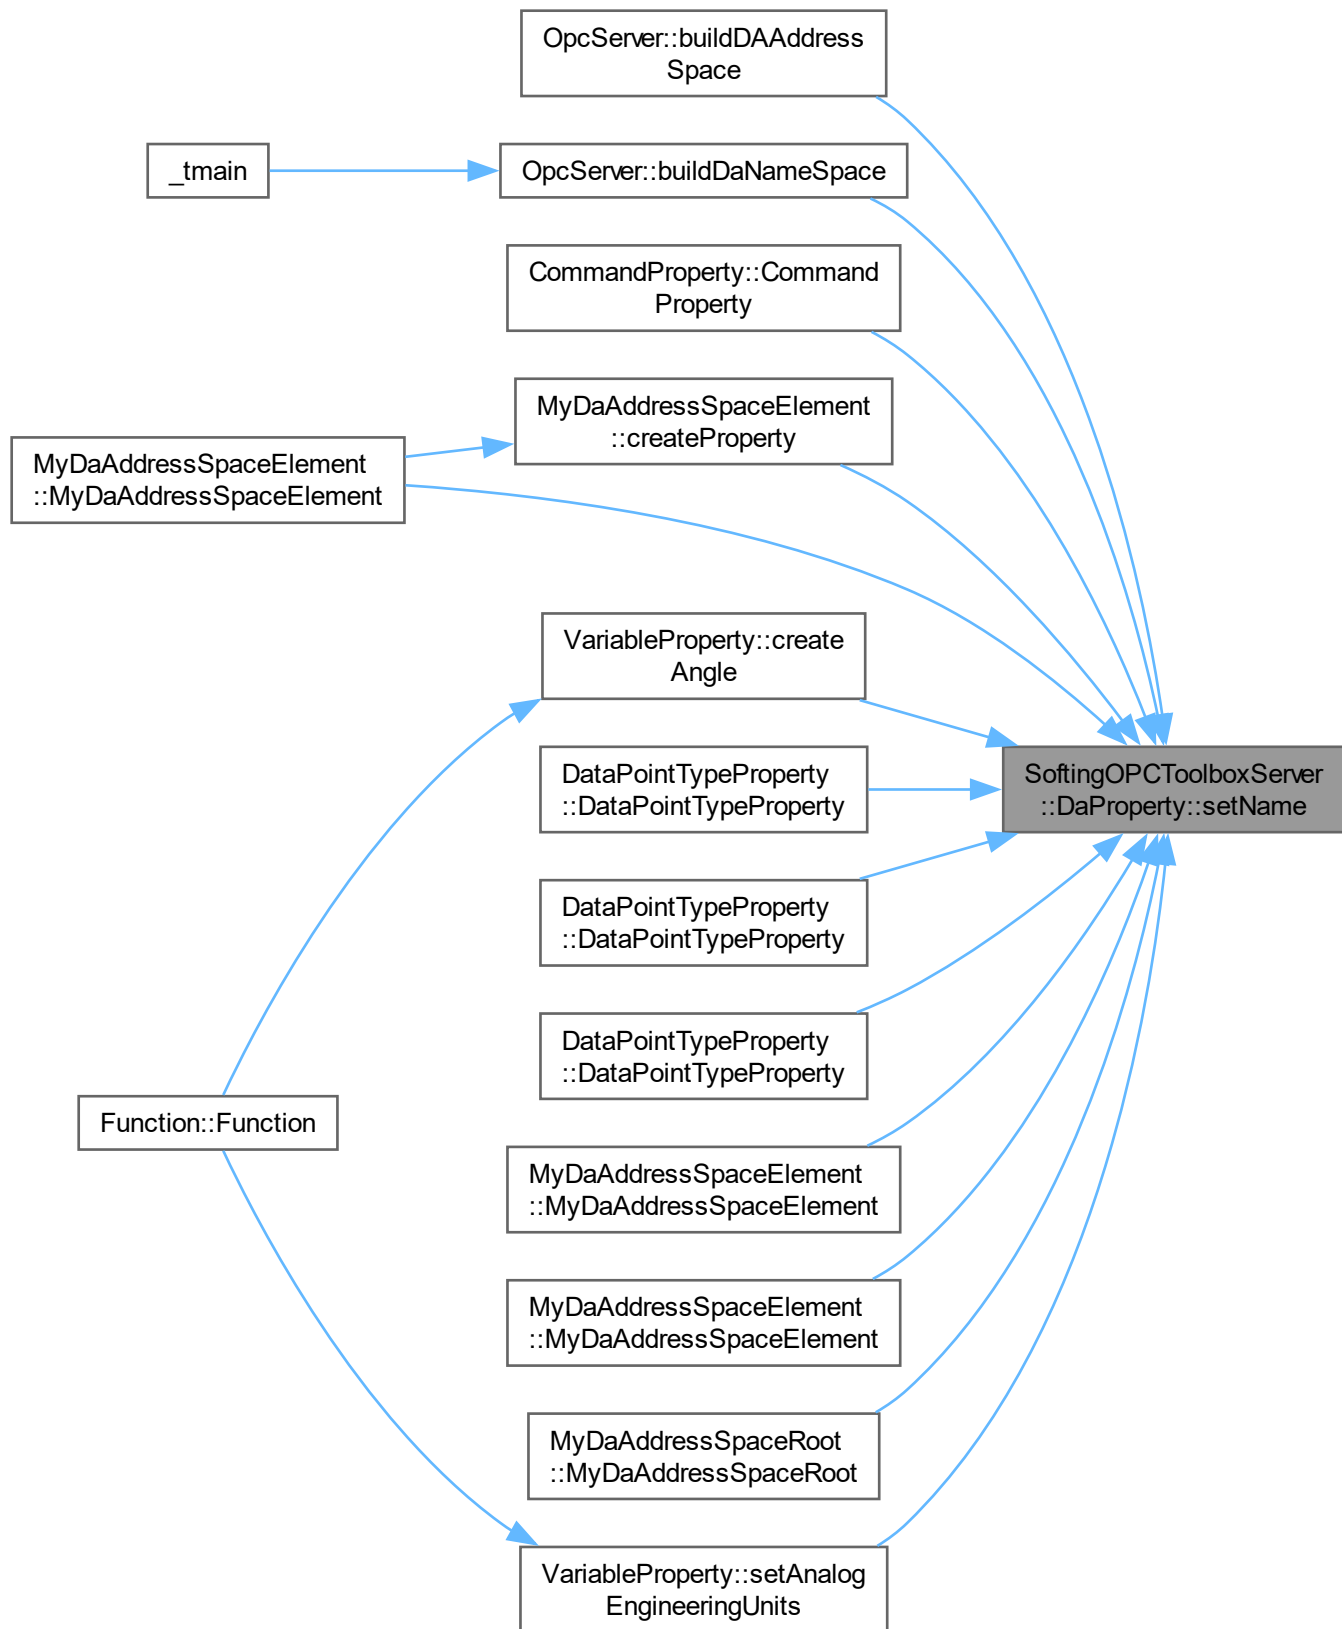 OpcServer::buildDAAddress
Space
_tmain
OpcServer::buildDaNameSpace
CommandProperty::Command
Property
MyDaAddressSpaceElement
::createProperty
MyDaAddressSpaceElement
::MyDaAddressSpaceElement
VariableProperty::create
Angle
DataPointTypeProperty
::DataPointTypeProperty
SoftingOPCToolboxServer
::DaProperty::setName
DataPointTypeProperty
::DataPointTypeProperty
DataPointTypeProperty
::DataPointTypeProperty
Function::Function
MyDaAddressSpaceElement
::MyDaAddressSpaceElement
MyDaAddressSpaceElement
::MyDaAddressSpaceElement
MyDaAddressSpaceRoot
::MyDaAddressSpaceRoot
VariableProperty::setAnalog
EngineeringUnits